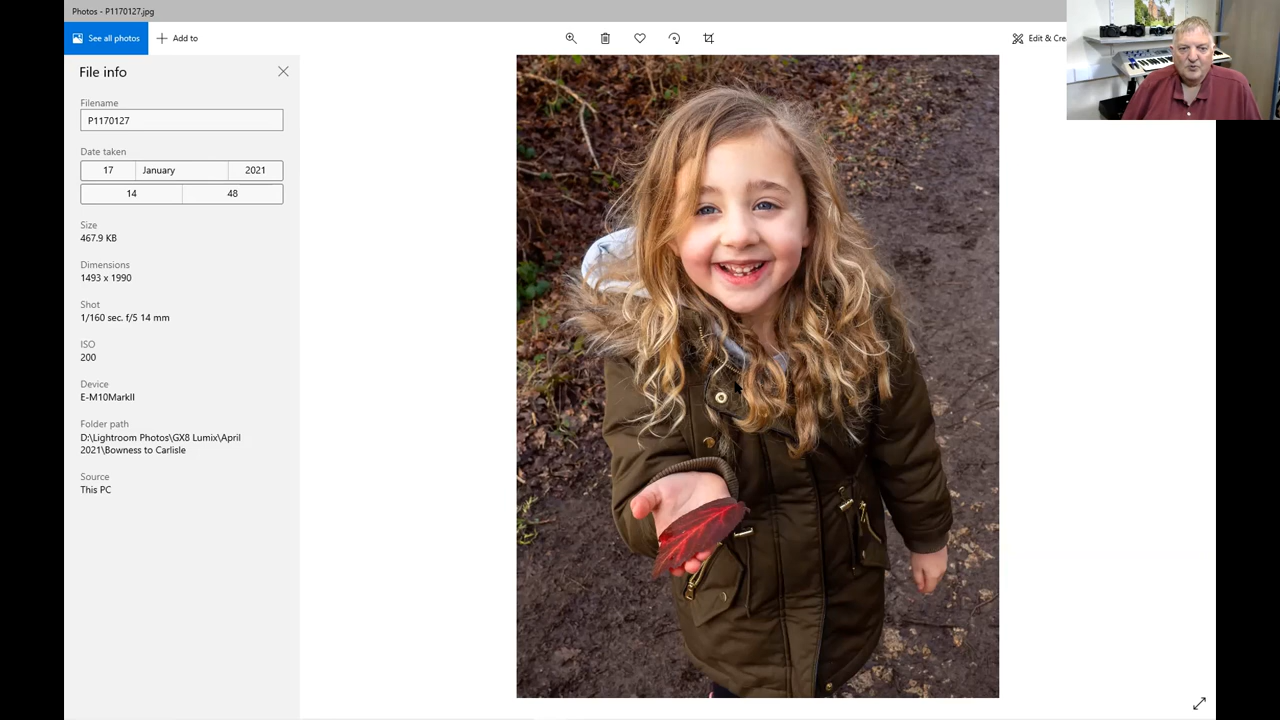 Photos - P1170127.jpg
See all photos
Add to
Edit & Cre
File info
Filename
P1170127
Date taken
17 January 2021
14 48
Size
467.9 KB
Dimensions
1493 x 1990
Shot
1/160 sec. f/5 14 mm
ISO
200
Device
E-M10MarkII
Folder path
D:\Lightroom Photos\GX8 Lumix\April
2021\Bowness to Carlisle
Source
This PC